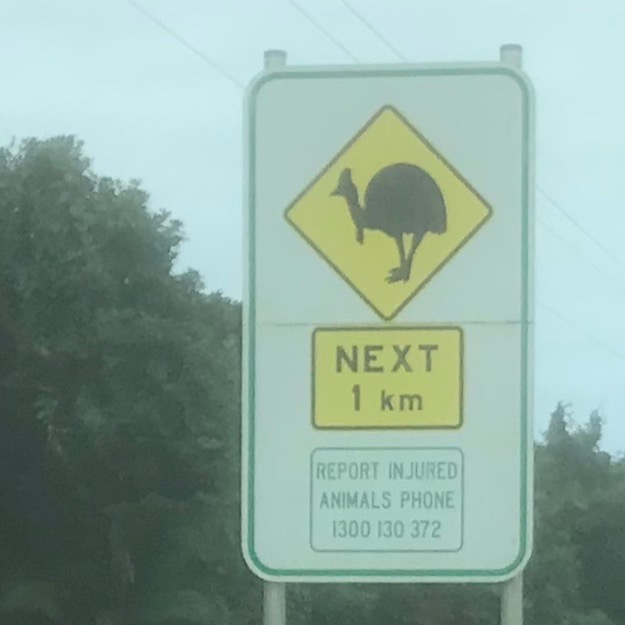 NEXT
1 km
REPORT INJURED
ANIMALS PHONE
1300 130 372